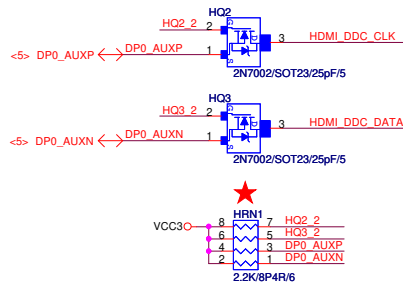 HQ2
HQ2_2 2 G D
3 HDMI_DDC_CLK
<5> DP0_AUXP DP0_AUXP 1 S
2N7002/SOT23/25pF/5
HQ3
HQ3_2 2 G D
3 HDMI_DDC_DATA
<5> DP0_AUXN DP0_AUXN 1 S
2N7002/SOT23/25pF/5
HRN1
VCC3 8 7 HQ2_2
6 5 HQ3_2
4 3 DP0_AUXP
2 1 DP0_AUXN
2.2K/8P4R/6